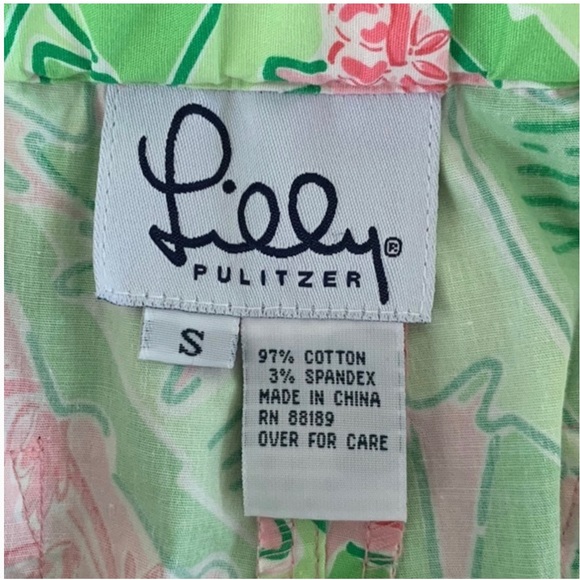 Lilly®
PULITZER
S
97% COTTON
3% SPANDEX
MADE IN CHINA
RN 88189
OVER FOR CARE